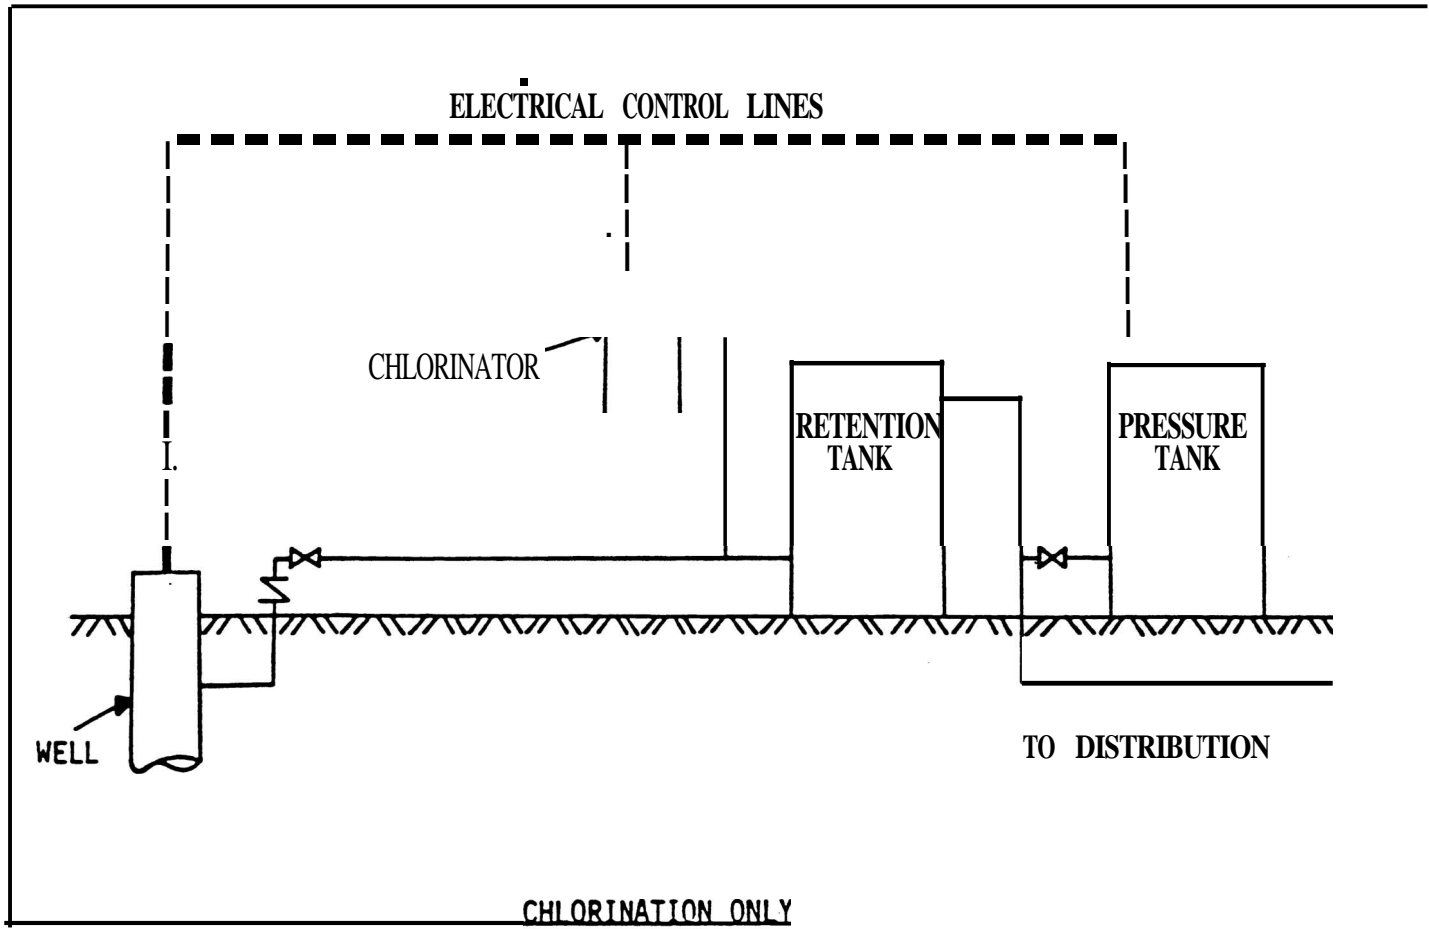 ELECTRICAL CONTROL LINES
CHLORINATOR
RETENTION
TANK
PRESSURE
TANK
I.
WELL
TO DISTRIBUTION
CHLORINATION ONLY